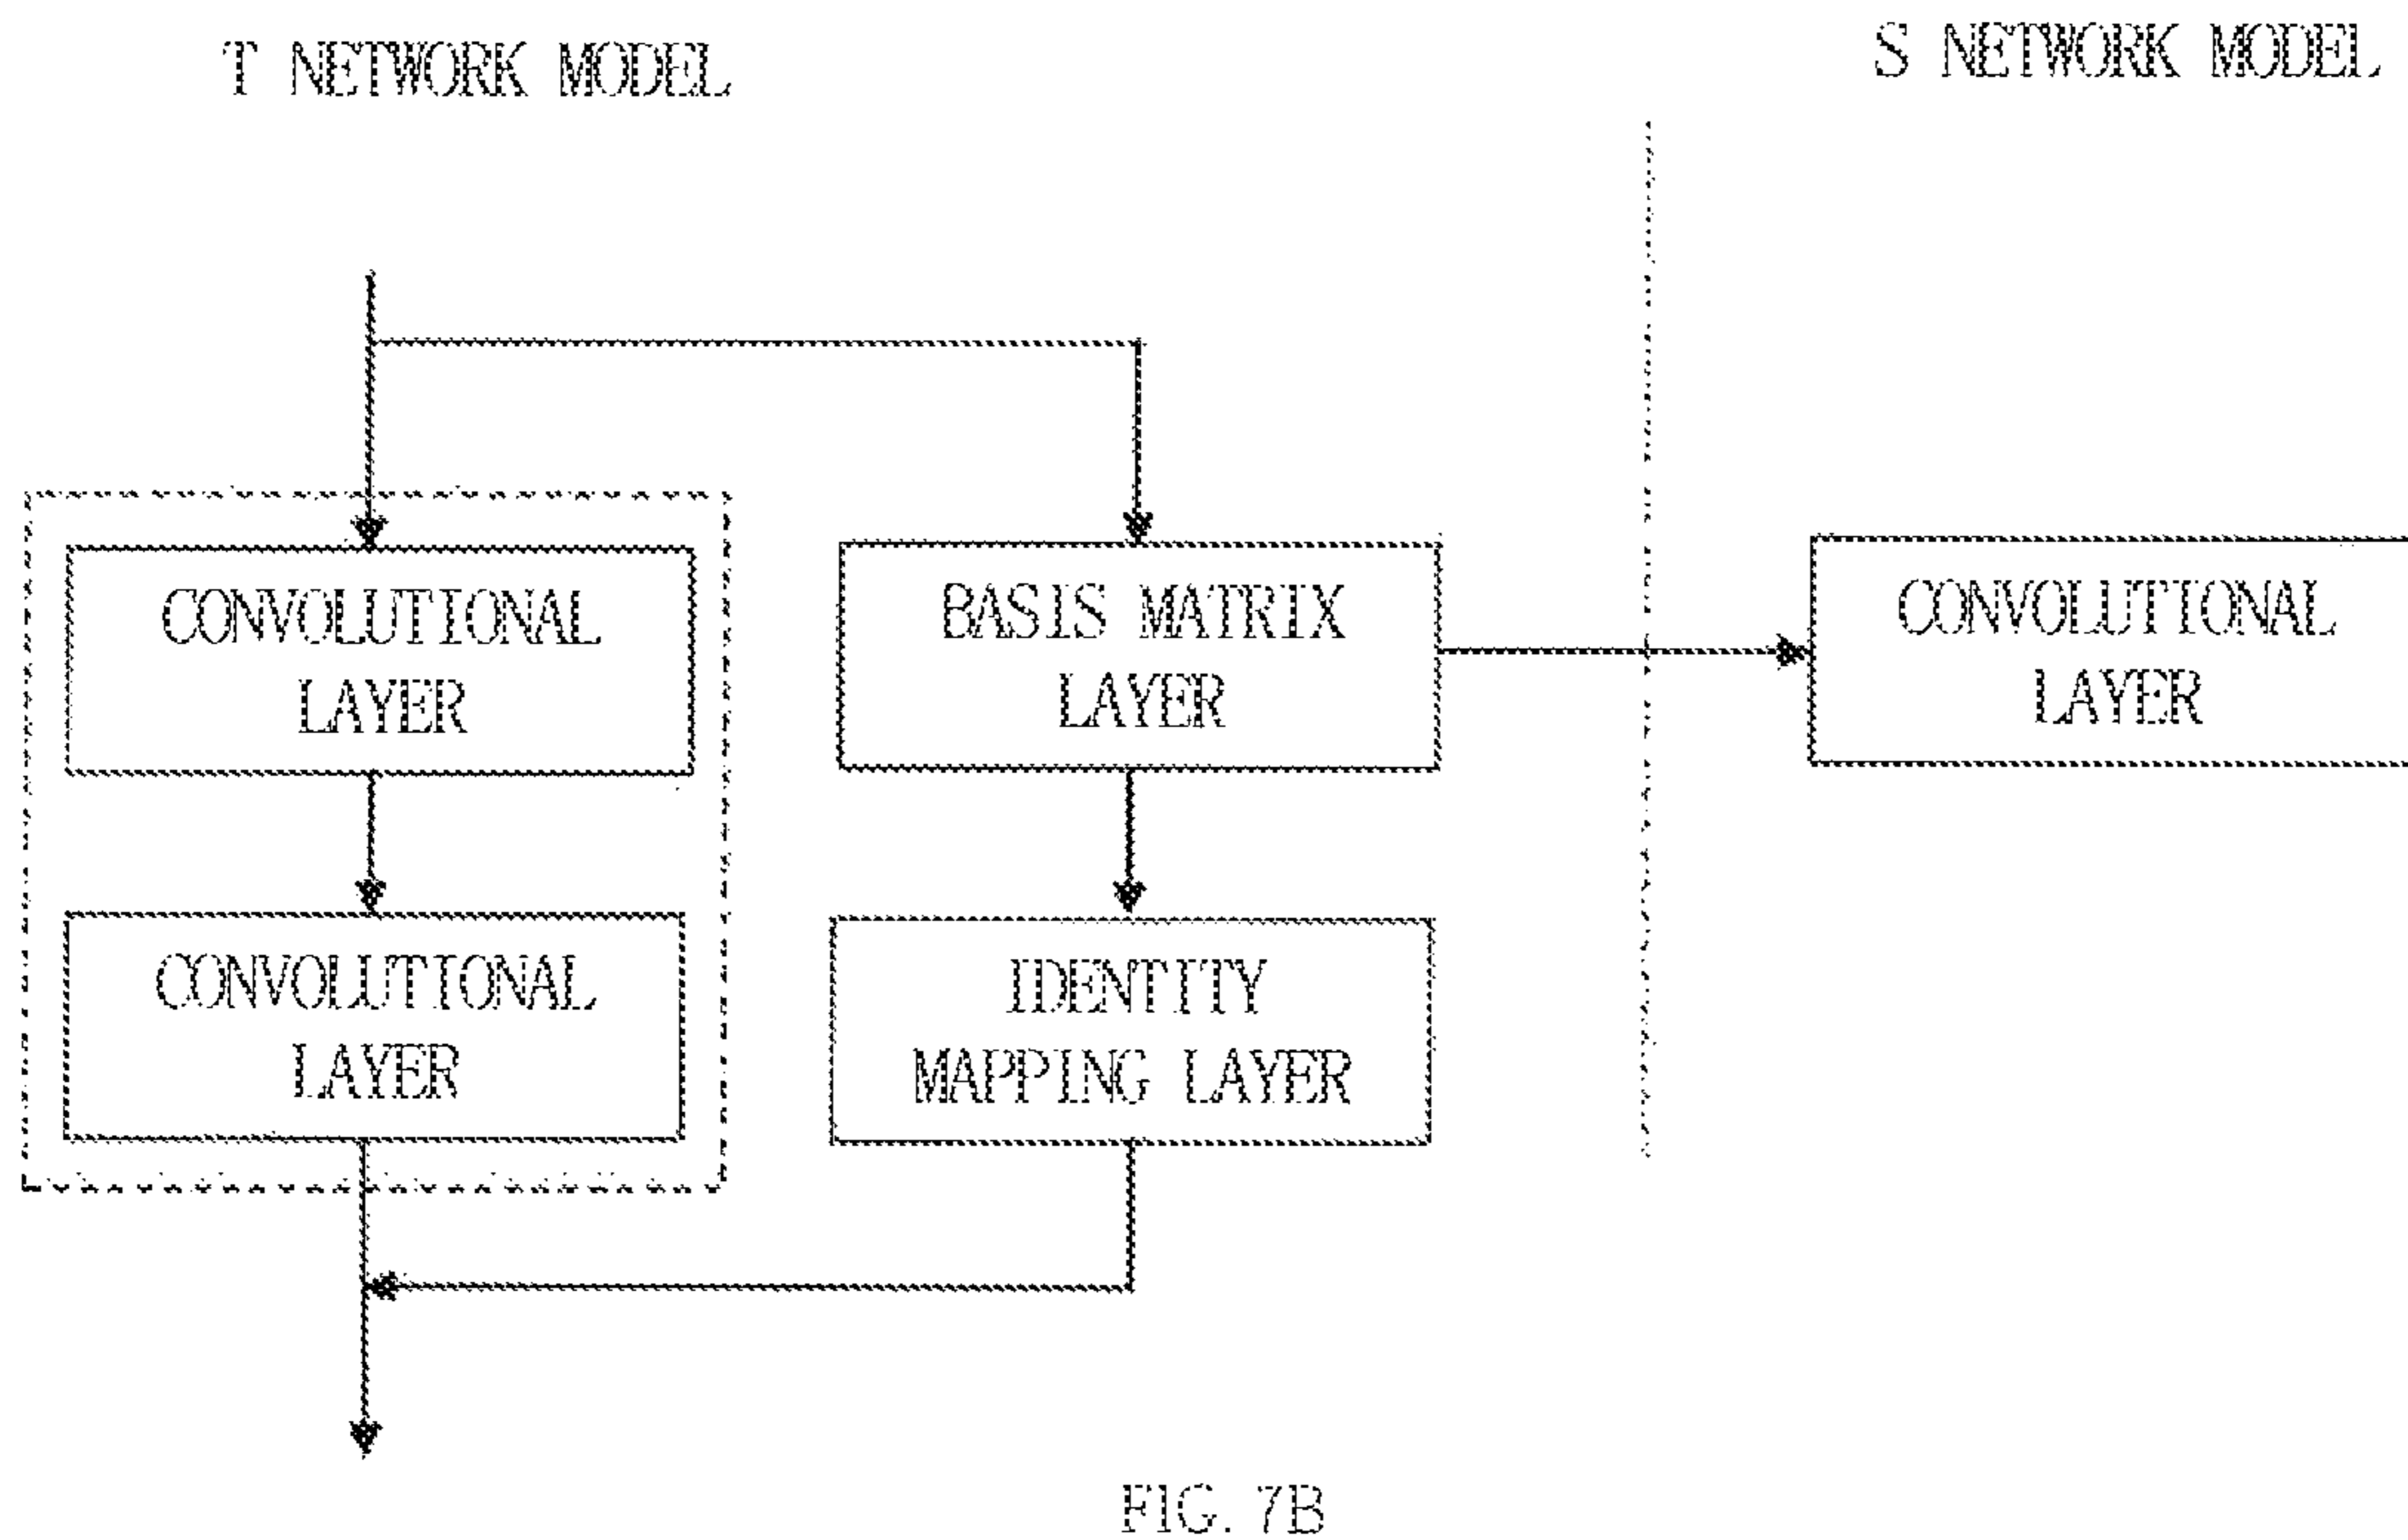 T NETWORK MODEL
S NETWORK MODEL
CONVOLUTIONAL
LAYER
BASIS MATRIX
LAYER
CONVOLUTIONAL
LAYER
CONVOLUTIONAL
LAYER
IDENTITY
MAPPING LAYER
FIG. 7B